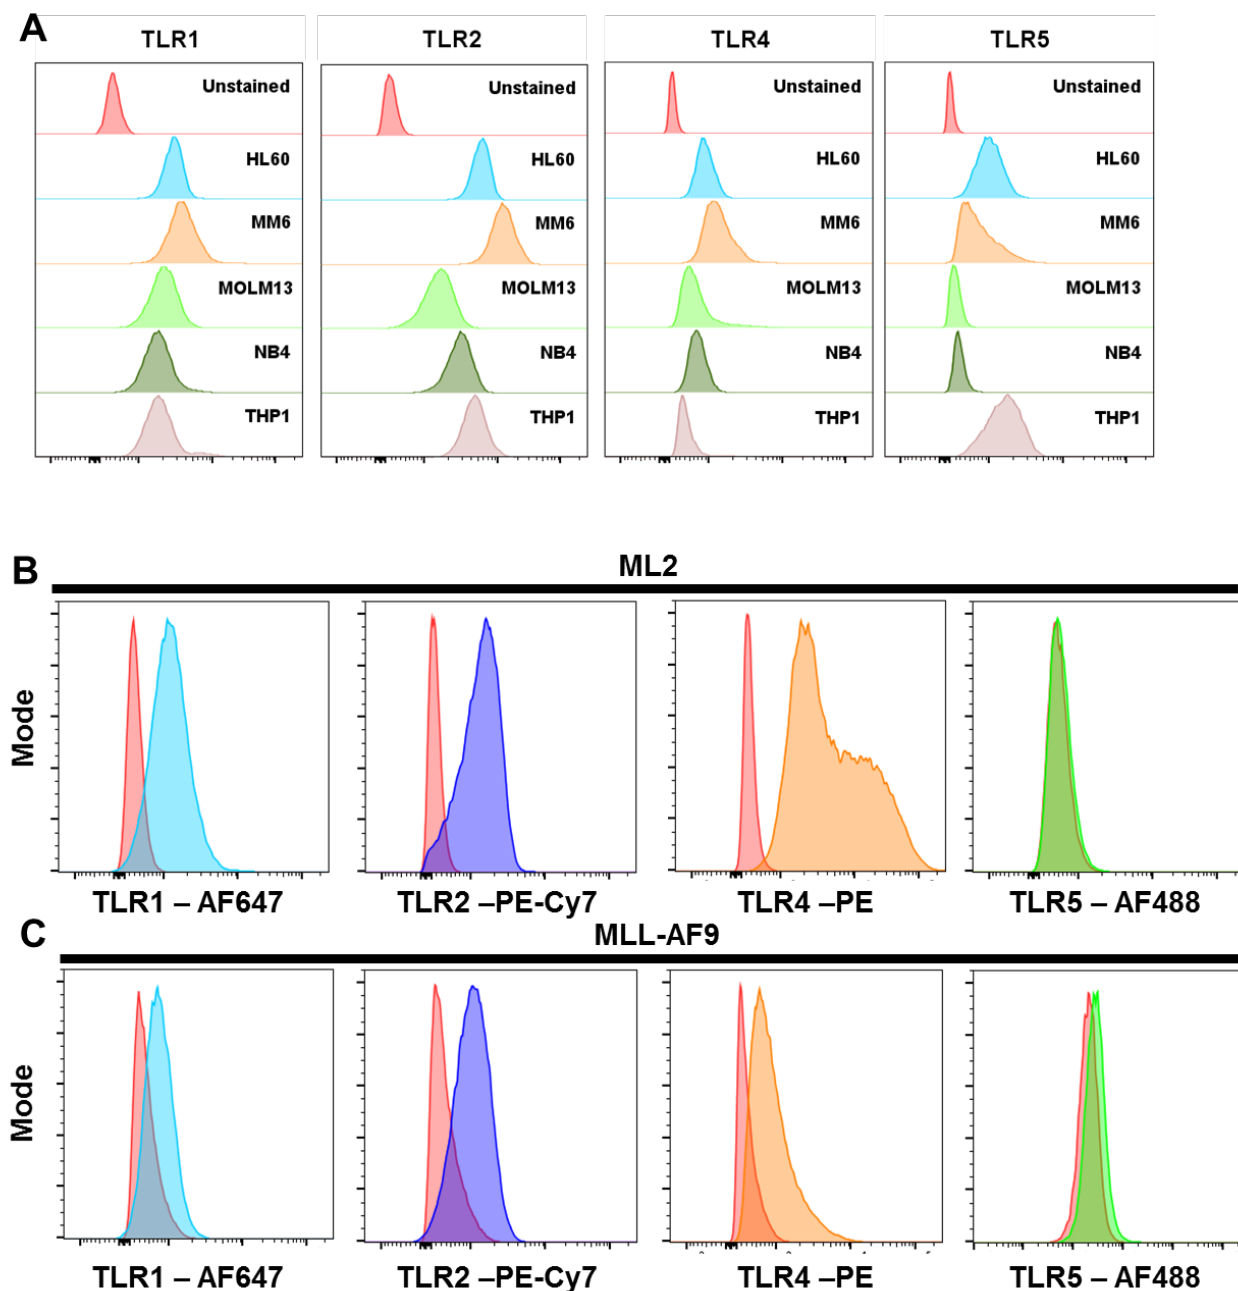 A
TLR1
TLR2
TLR4
TLR5
Unstained
HL60
MM6
MOLM13
NB4
THP1
Unstained
HL60
MM6
MOLM13
NB4
THP1
Unstained
HL60
MM6
MOLM13
NB4
THP1
Unstained
HL60
MM6
MOLM13
NB4
THP1
B
ML2
Mode
TLR1 – AF647
TLR2 –PE-Cy7
TLR4 –PE
TLR5 – AF488
C
MLL-AF9
Mode
TLR1 – AF647
TLR2 –PE-Cy7
TLR4 –PE
TLR5 – AF488